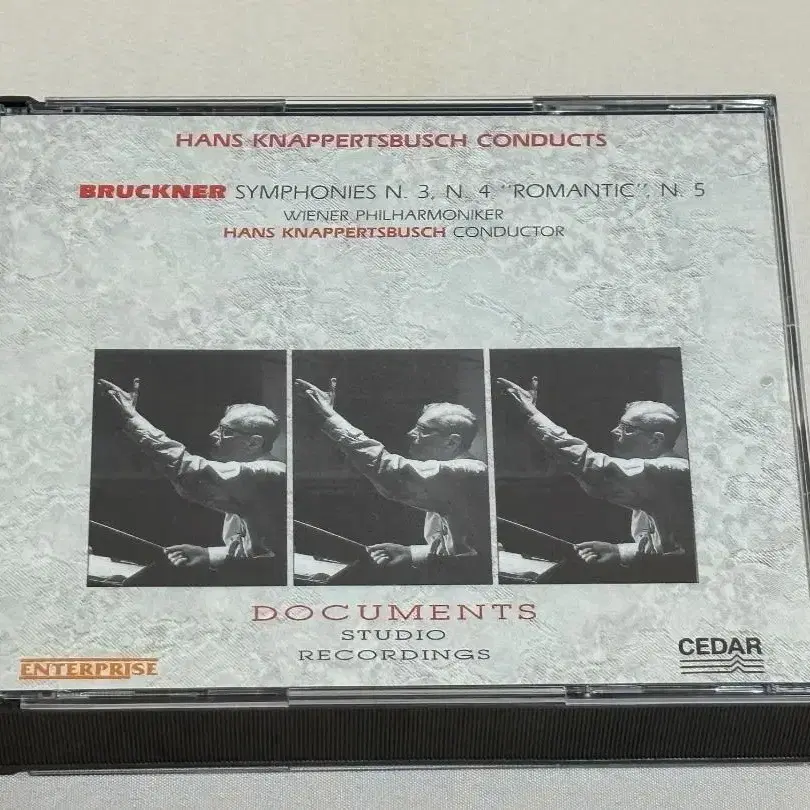 HANS KNAPPERTSBUSCH CONDUCTS
BRUCKNER SYMPHONIES N. 3, N. 4 "ROMANTIC", N. 5
WIENER PHILHARMONIKER
HANS KNAPPERTSBUSCH CONDUCTOR
DOCUMENTS
STUDIO
RECORDINGS
ENTERPRISE
CEDAR